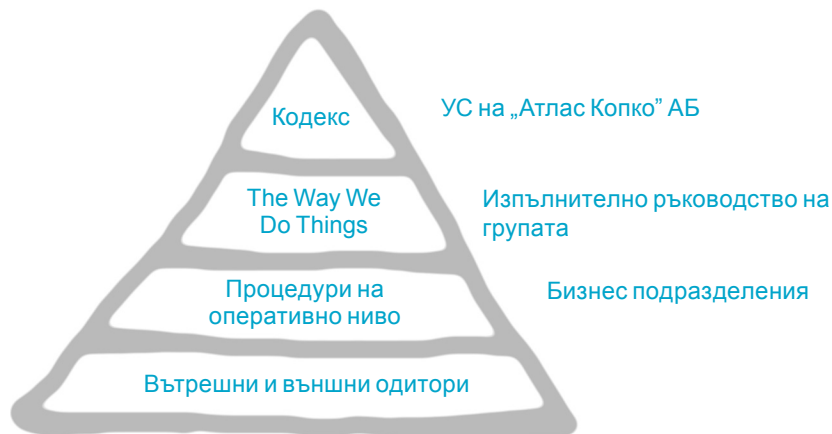 Кодекс
УС на „Атлас Копко” АБ
The Way We
Do Things
Изпълнително ръководство на
групата
Процедури на
оперативно ниво
Бизнес подразделения
Вътрешни и външни одитори